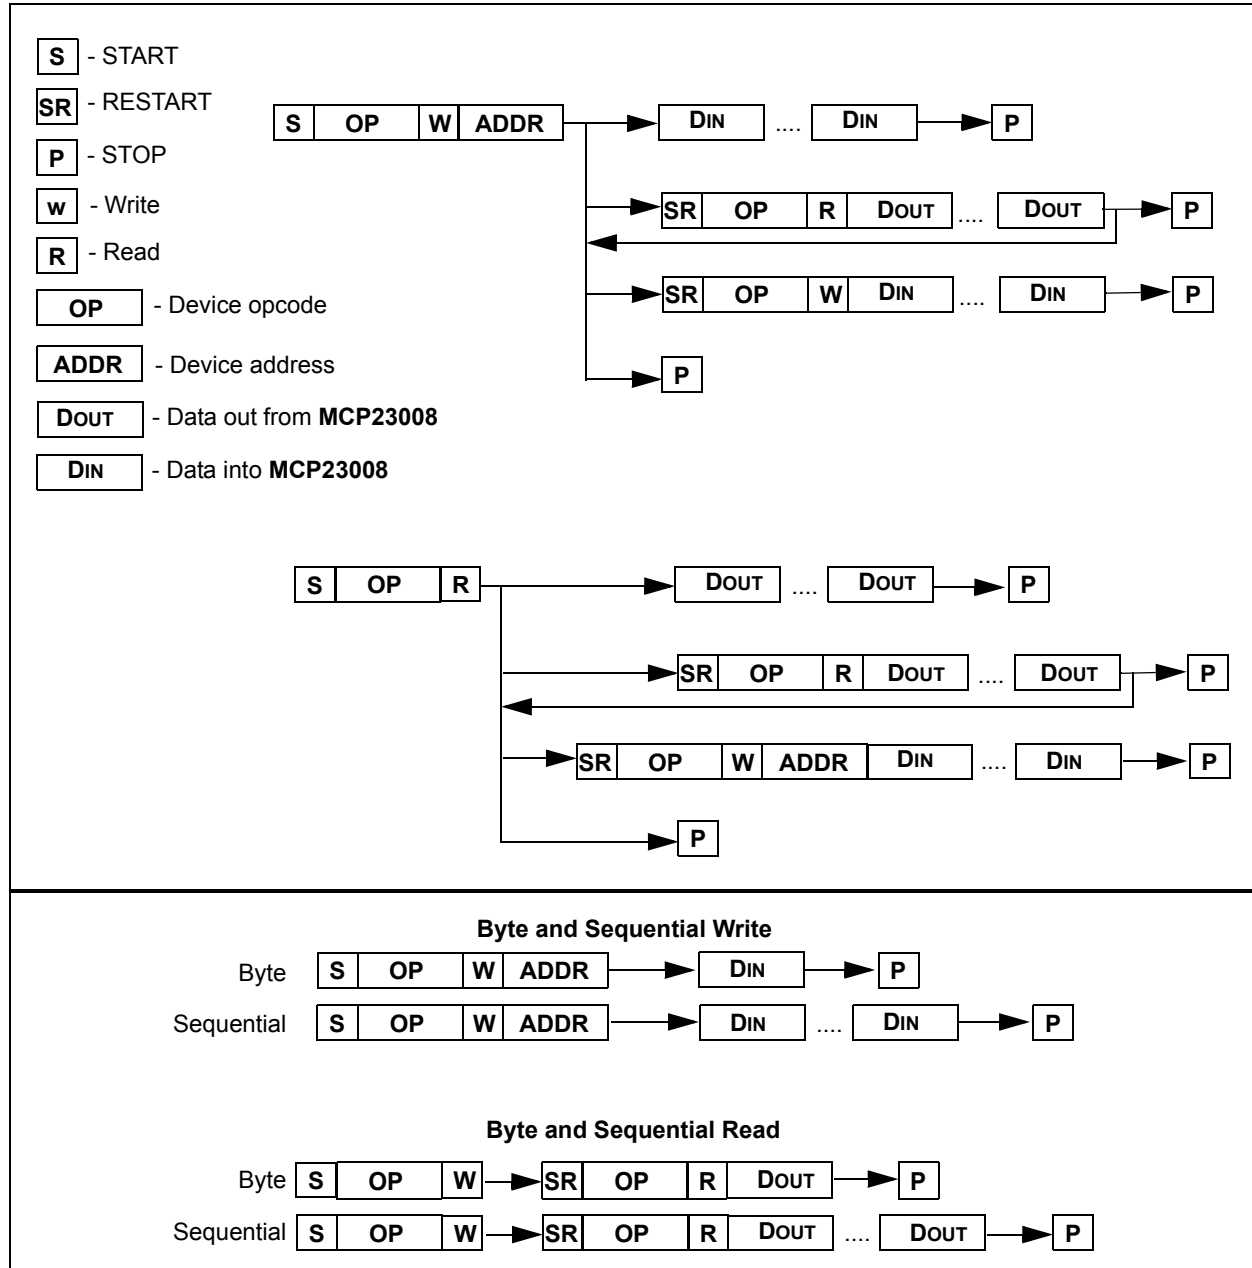 S - START
SR - RESTART
P - STOP
w - Write
R - Read
OP - Device opcode
ADDR - Device address
DOUT - Data out from MCP23008
DIN - Data into MCP23008
S OP W ADDR DIN .... DIN P
SR OP R DOUT .... DOUT P
SR OP W DIN .... DIN P
P
S OP R DOUT .... DOUT P
SR OP R DOUT .... DOUT P
SR OP W ADDR DIN .... DIN P
P
Byte and Sequential Write
Byte S OP W ADDR DIN P
Sequential S OP W ADDR DIN .... DIN P
Byte and Sequential Read
Byte S OP W SR OP R DOUT P
Sequential S OP W SR OP R DOUT .... DOUT P